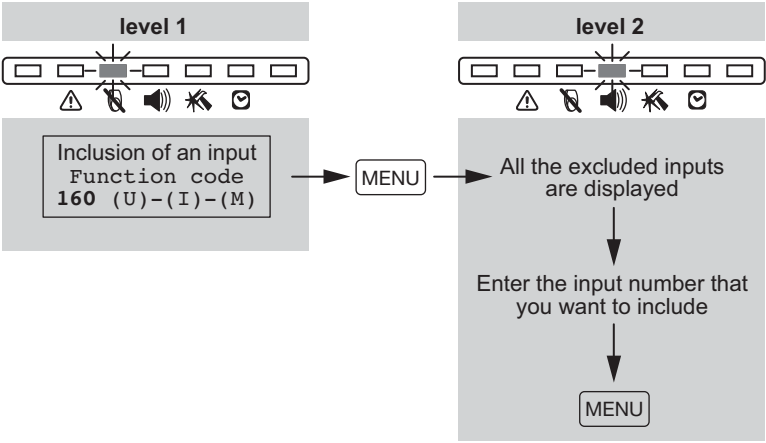 level 1
Inclusion of an input
Function code
160 (U)–(I)–(M)
MENU
level 2
All the excluded inputs
are displayed
Enter the input number that
you want to include
MENU